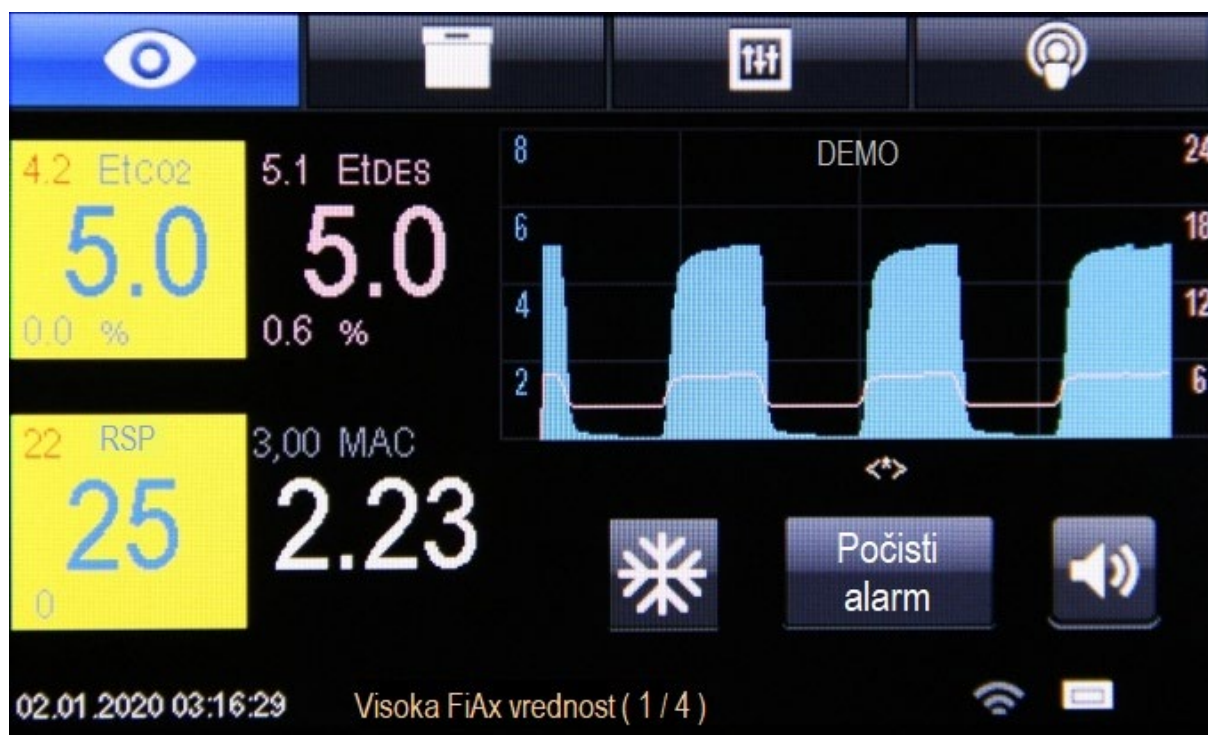 4.2 EtCO2
5.0
0.0 %
5.1 EtDES
5.0
0.6 %
8
6
4
2
DEMO
24
18
12
6
22 RSP
25
0
3,00 MAC
2.23
<*>
Počisti
alarm
02.01.2020 03:16:29
Visoka FiAx vrednost ( 1 / 4 )